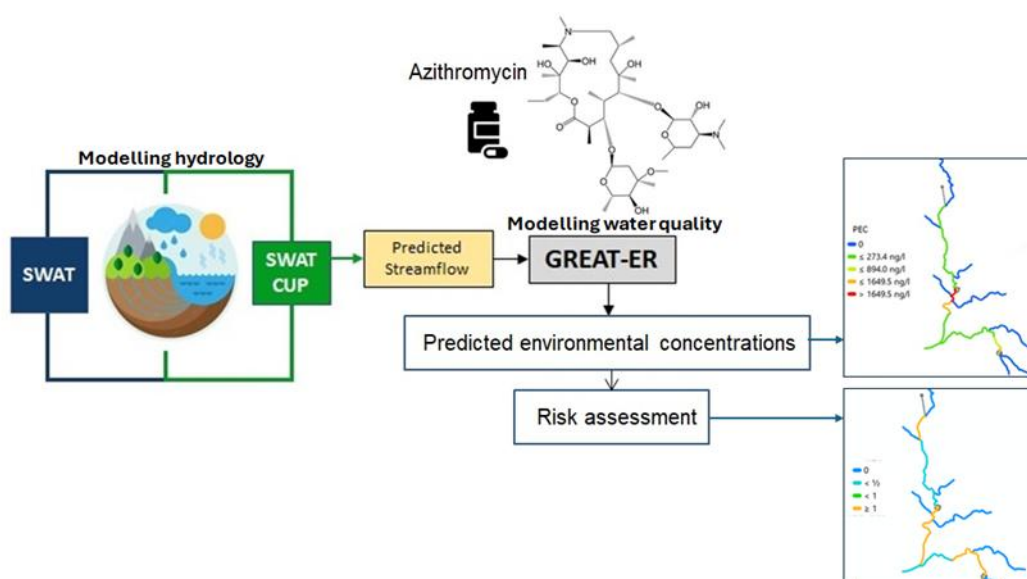 Azithromycin
N
HO
OH
HO
OH
O
O
O
OH
N
O
O
O
O
OH
Modelling hydrology
SWAT
SWAT
CUP
Predicted
Streamflow
Modelling water quality
GREAT-ER
Predicted environmental concentrations
Risk assessment
PEC
0
≤ 273.4 ng/l
≤ 894.0 ng/l
≤ 1649.5 ng/l
> 1649.5 ng/l
0
< ½
< 1
≥ 1